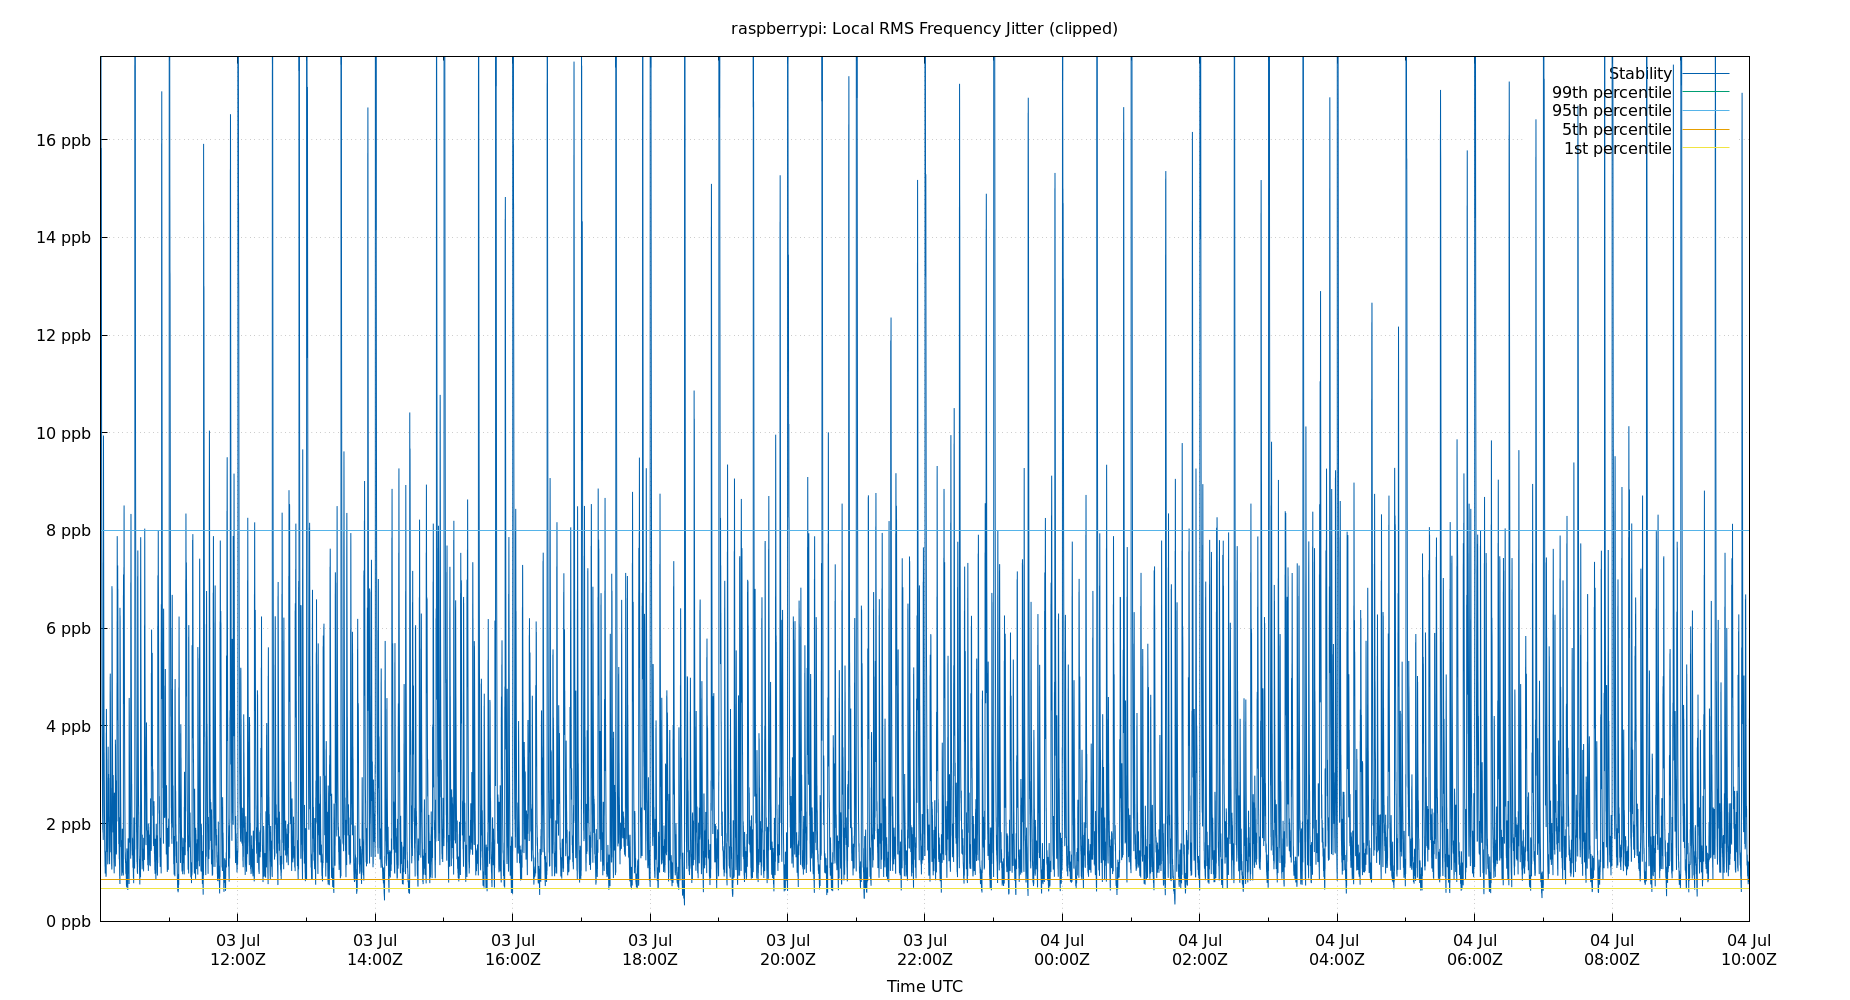 raspberrypi: Local RMS Frequency Jitter (clipped)
Stability
99th percentile
95th percentile
5th percentile
1st percentile
16 ppb
14 ppb
12 ppb
10 ppb
8 ppb
6 ppb
4 ppb
2 ppb
0 ppb
03 Jul 03 Jul 03 Jul 03 Jul 03 Jul 03 Jul 04 Jul 04 Jul 04 Jul 04 Jul 04 Jul 04 Jul
12:00Z 14:00Z 16:00Z 18:00Z 20:00Z 22:00Z 00:00Z 02:00Z 04:00Z 06:00Z 08:00Z 10:00Z
Time UTC